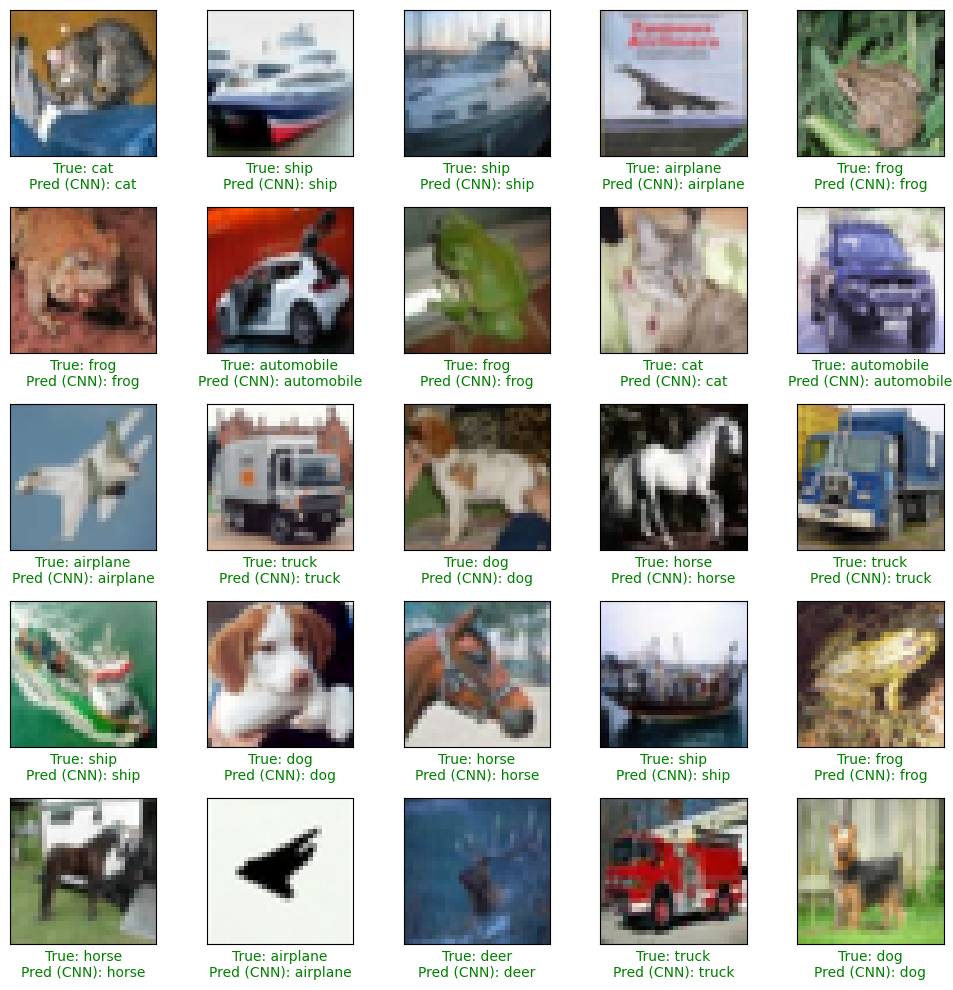 True: cat
Pred (CNN): cat
True: ship
Pred (CNN): ship
True: ship
Pred (CNN): ship
True: airplane
Pred (CNN): airplane
True: frog
Pred (CNN): frog
True: frog
Pred (CNN): frog
True: automobile
Pred (CNN): automobile
True: frog
Pred (CNN): frog
True: cat
Pred (CNN): cat
True: automobile
Pred (CNN): automobile
True: airplane
Pred (CNN): airplane
True: truck
Pred (CNN): truck
True: dog
Pred (CNN): dog
True: horse
Pred (CNN): horse
True: truck
Pred (CNN): truck
True: ship
Pred (CNN): ship
True: dog
Pred (CNN): dog
True: horse
Pred (CNN): horse
True: ship
Pred (CNN): ship
True: frog
Pred (CNN): frog
True: horse
Pred (CNN): horse
True: airplane
Pred (CNN): airplane
True: deer
Pred (CNN): deer
True: truck
Pred (CNN): truck
True: dog
Pred (CNN): dog